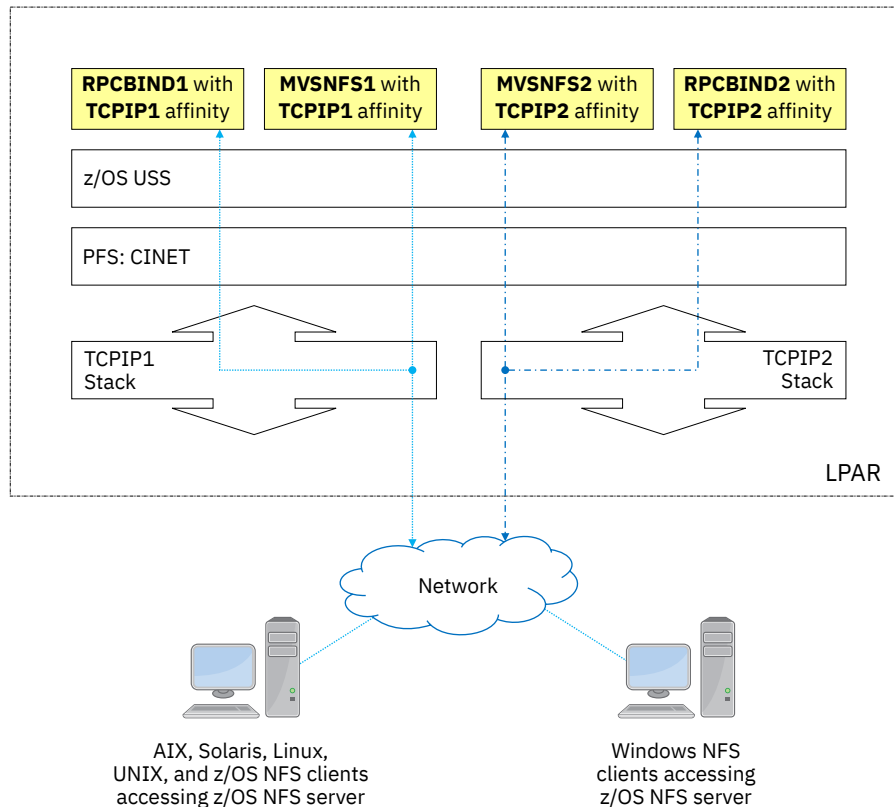 RPCBIND1 with
TCPIP1 affinity
MVSNFS1 with
TCPIP1 affinity
MVSNFS2 with
TCPIP2 affinity
RPCBIND2 with
TCPIP2 affinity
z/OS USS
PFS: CINET
TCPIP1
Stack
TCPIP2
Stack
LPAR
Network
AIX, Solaris, Linux,
UNIX, and z/OS NFS clients
accessing z/OS NFS server
Windows NFS
clients accessing
z/OS NFS server